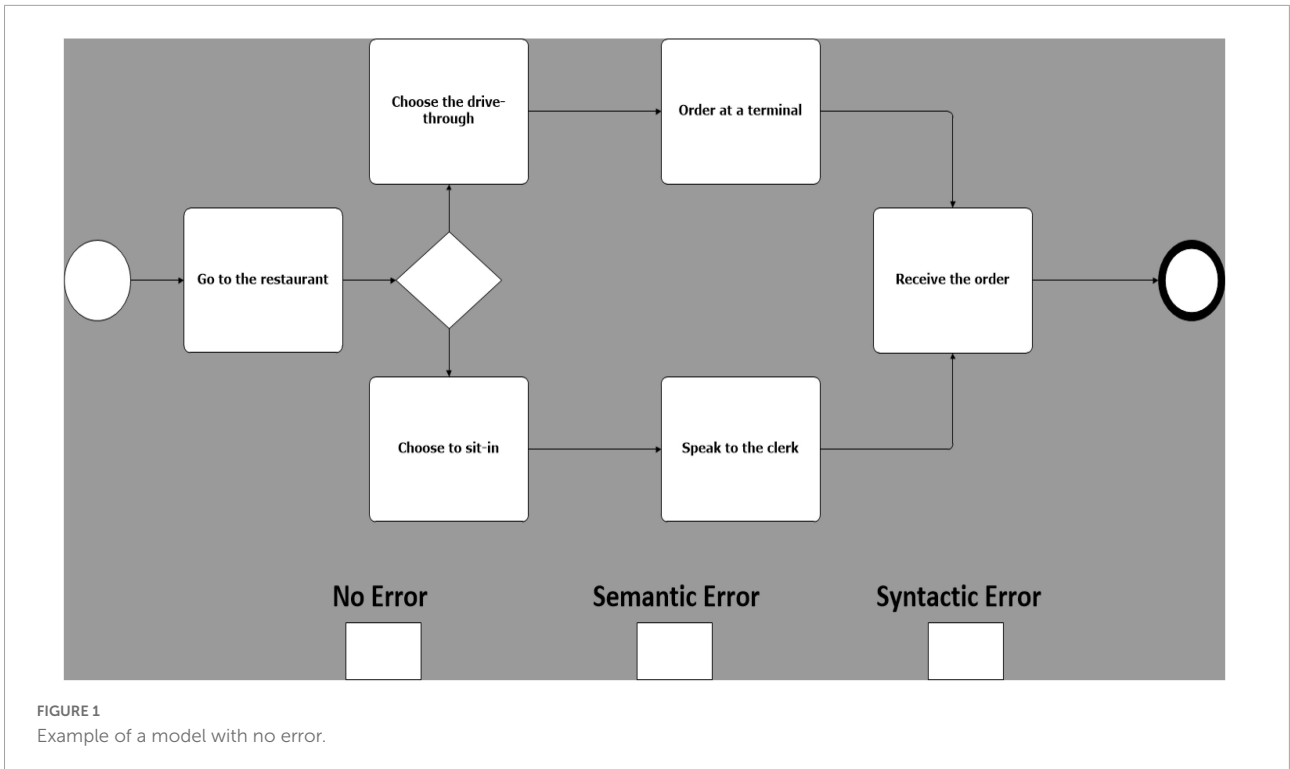 Choose the drive-
through
Order at a terminal
Go to the restaurant
Receive the order
Choose to sit-in
Speak to the clerk
No Error
Semantic Error
Syntactic Error
FIGURE 1
Example of a model with no error.